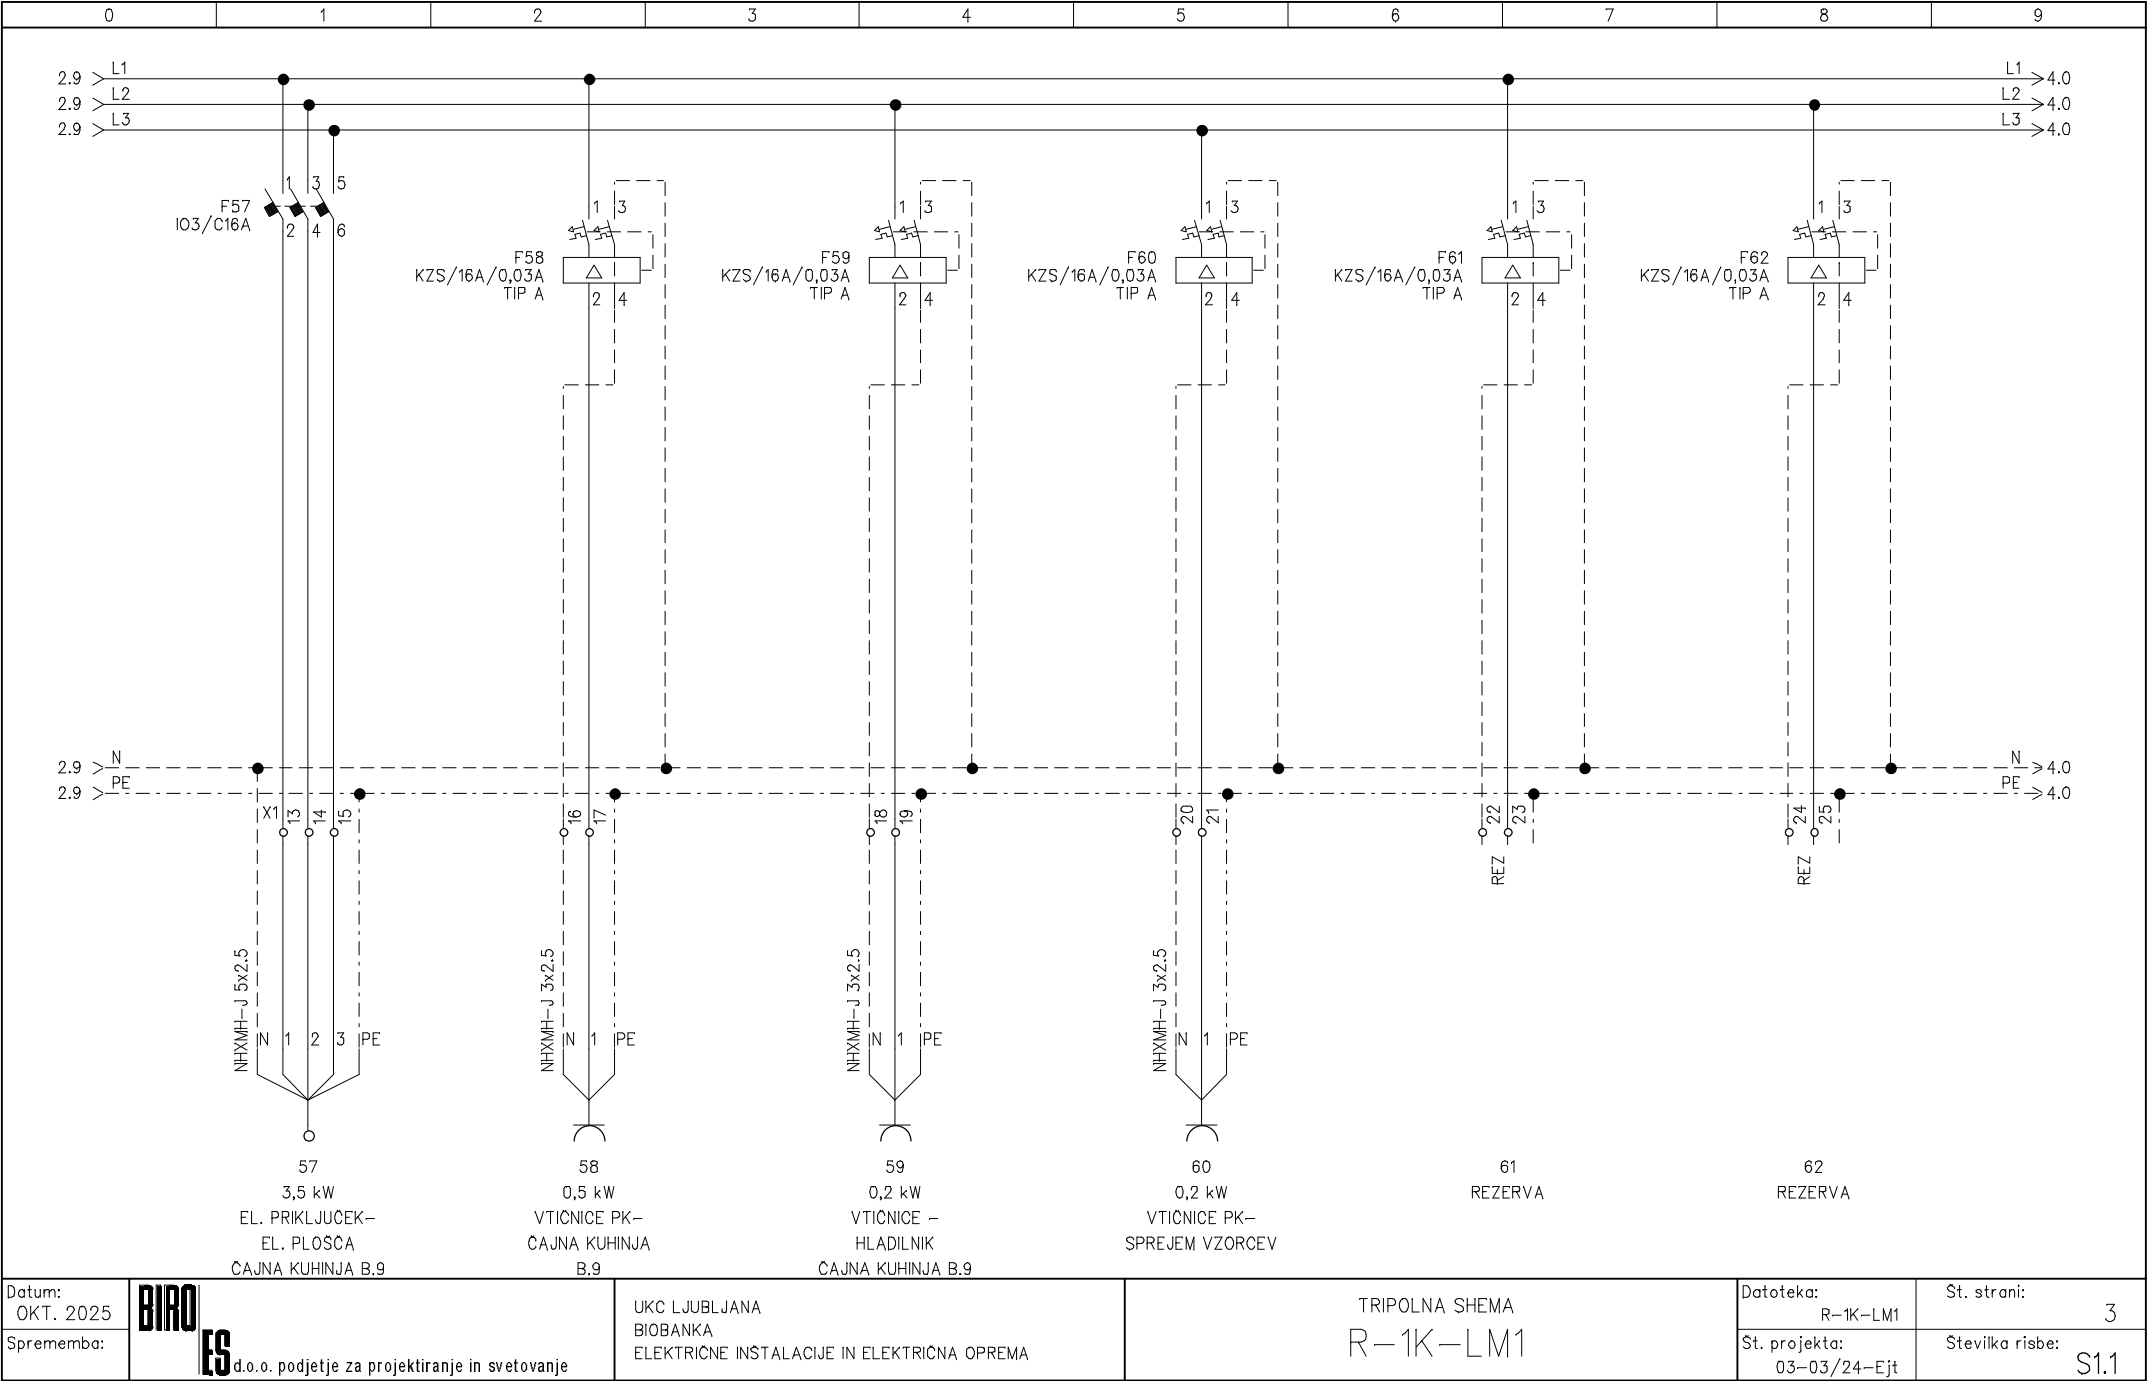 0 1 2 3 4 5 6 7 8 9
2.9 L1 L1 4.0
2.9 L2 L2 4.0
2.9 L3 L3 4.0
1 3 5
F57
IO3/C16A
2 4 6
1 3
F58
KZS/16A/0,03A
TIP A
2 4
1 3
F59
KZS/16A/0,03A
TIP A
2 4
1 3
F60
KZS/16A/0,03A
TIP A
2 4
1 3
F61
KZS/16A/0,03A
TIP A
2 4
1 3
F62
KZS/16A/0,03A
TIP A
2 4
2.9 N N 4.0
2.9 PE PE 4.0
X1 13 14 15 16 17 18 19 20 21 22 23 24 25
REZ REZ
NHXMH-J 5x2.5 NHXMH-J 3x2.5 NHXMH-J 3x2.5 NHXMH-J 3x2.5
N 1 2 3 PE N 1 PE N 1 PE N 1 PE
57
3,5 kW
EL. PRIKLJUČEK-
EL. PLOŠČA
ČAJNA KUHINJA B.9
58
0,5 kW
VTIČNICE PK-
ČAJNA KUHINJA
B.9
59
0,2 kW
VTIČNICE -
HLADILNIK
ČAJNA KUHINJA B.9
60
0,2 kW
VTIČNICE PK-
SPREJEM VZORCEV
61
REZERVA
62
REZERVA
Datum:
OKT. 2025
Sprememba:
BIRO
ES d.o.o. podjetje za projektiranje in svetovanje
UKC LJUBLJANA
BIOBANKA
ELEKTRIČNE INŠTALACIJE IN ELEKTRIČNA OPREMA
TRIPOLNA SHEMA
R-1K-LM1
Datoteka:
R-1K-LM1
Št. projekta:
03-03/24-Ejt
Št. strani:
3
Številka risbe:
S1.1